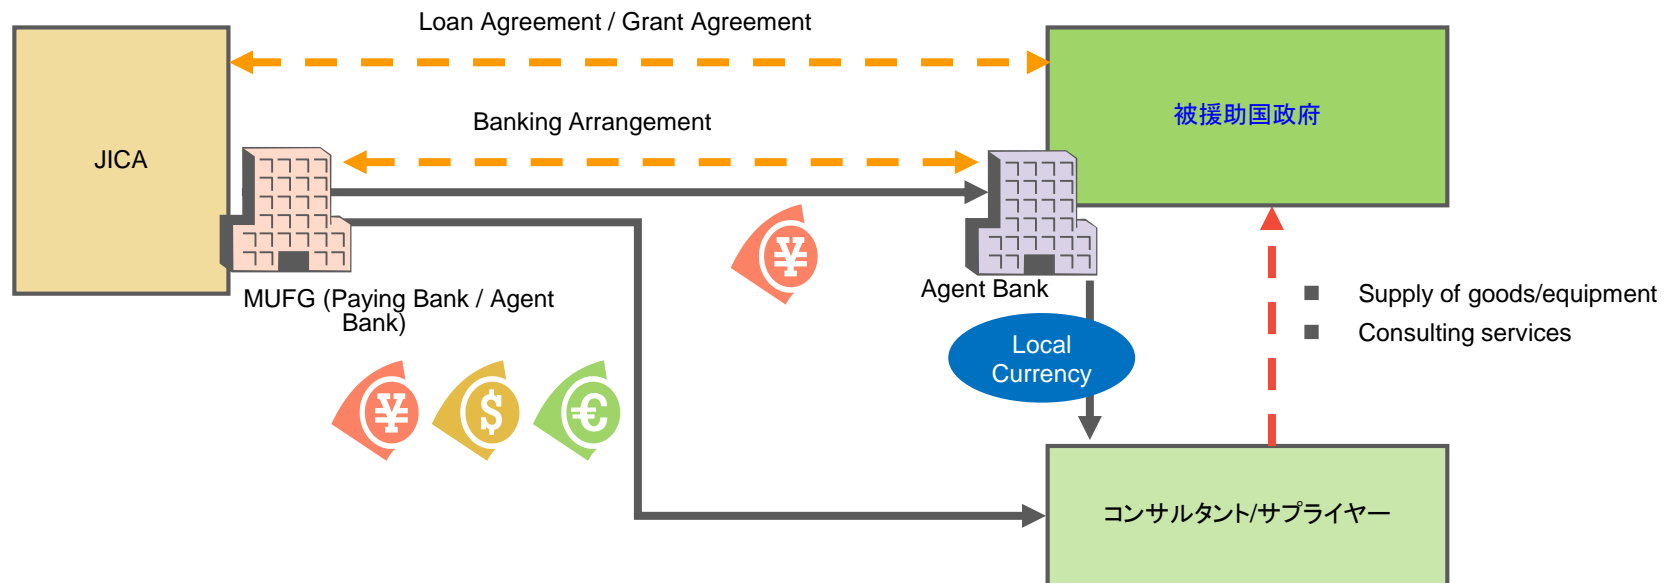 Loan Agreement / Grant Agreement
被援助国政府
Banking Arrangement
JICA
¥
Agent Bank
MUFG (Paying Bank / Agent
Bank)
■ Supply of goods/equipment
■ Consulting services
Local
Currency
¥ $ €
コンサルタント/サプライヤー